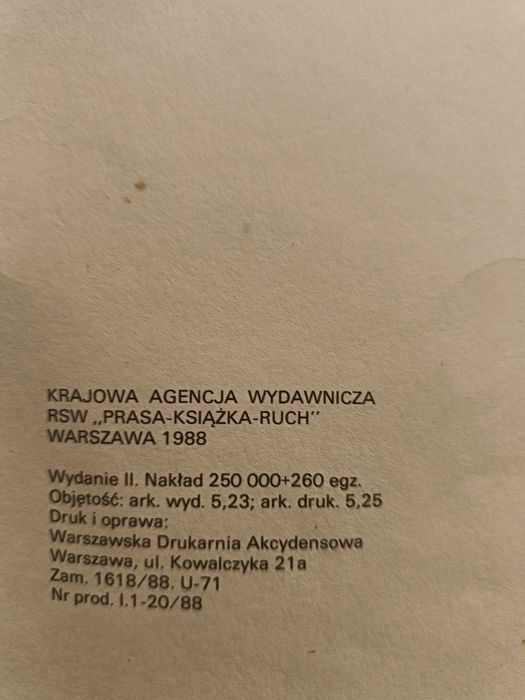 KRAJOWA AGENCJA WYDAWNICZA
RSW „PRASA-KSIĄŻKA-RUCH”
WARSZAWA 1988
Wydanie II. Nakład 250 000+260 egz.
Objętość: ark. wyd. 5,23; ark. druk. 5,25
Druk i oprawa:
Warszawska Drukarnia Akcydensowa
Warszawa, ul. Kowalczyka 21a
Zam. 1618/88. U-71
Nr prod. I.1-20/88